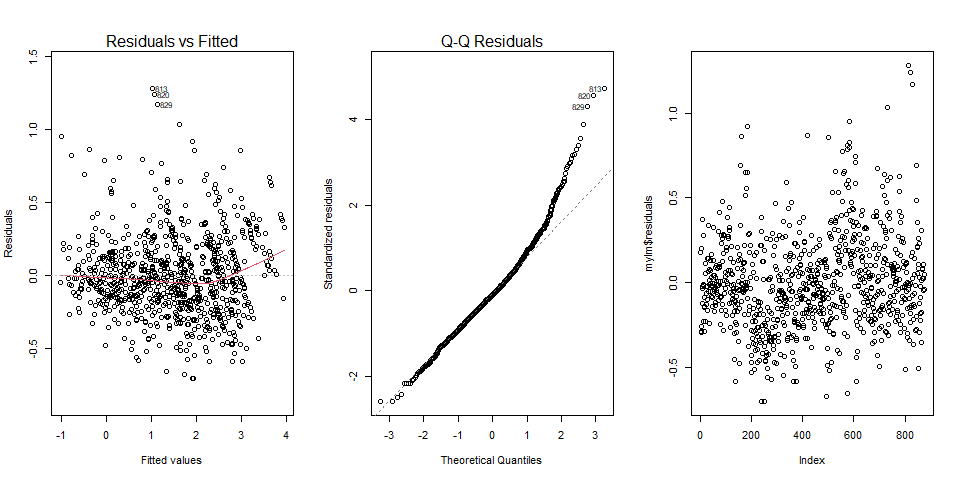 Residuals vs Fitted
Residuals
1.5
1.0
0.5
0.0
-0.5
813
820
829
-1 0 1 2 3 4
Fitted values
Q-Q Residuals
Standardized residuals
4
2
0
-2
813
820
829
-3 -2 -1 0 1 2 3
Theoretical Quantiles
mylm$residuals
1.0
0.5
0.0
-0.5
0 200 400 600 800
Index